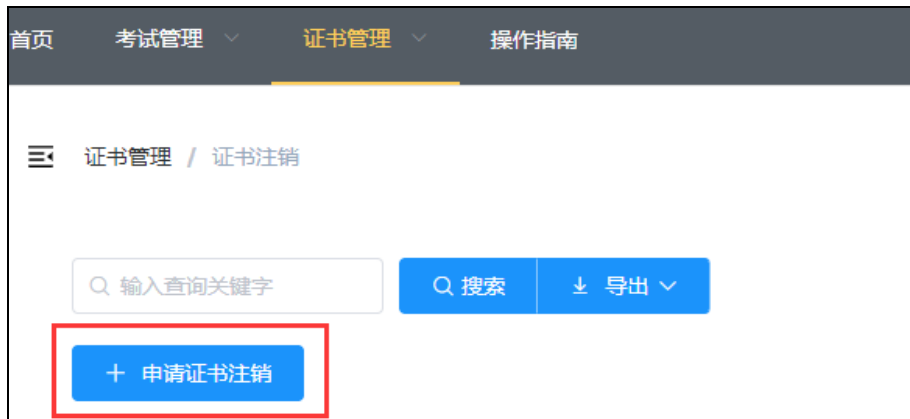 首页 考试管理 证书管理 操作指南
证书管理 / 证书注销
输入查询关键字 搜索 导出
+ 申请证书注销